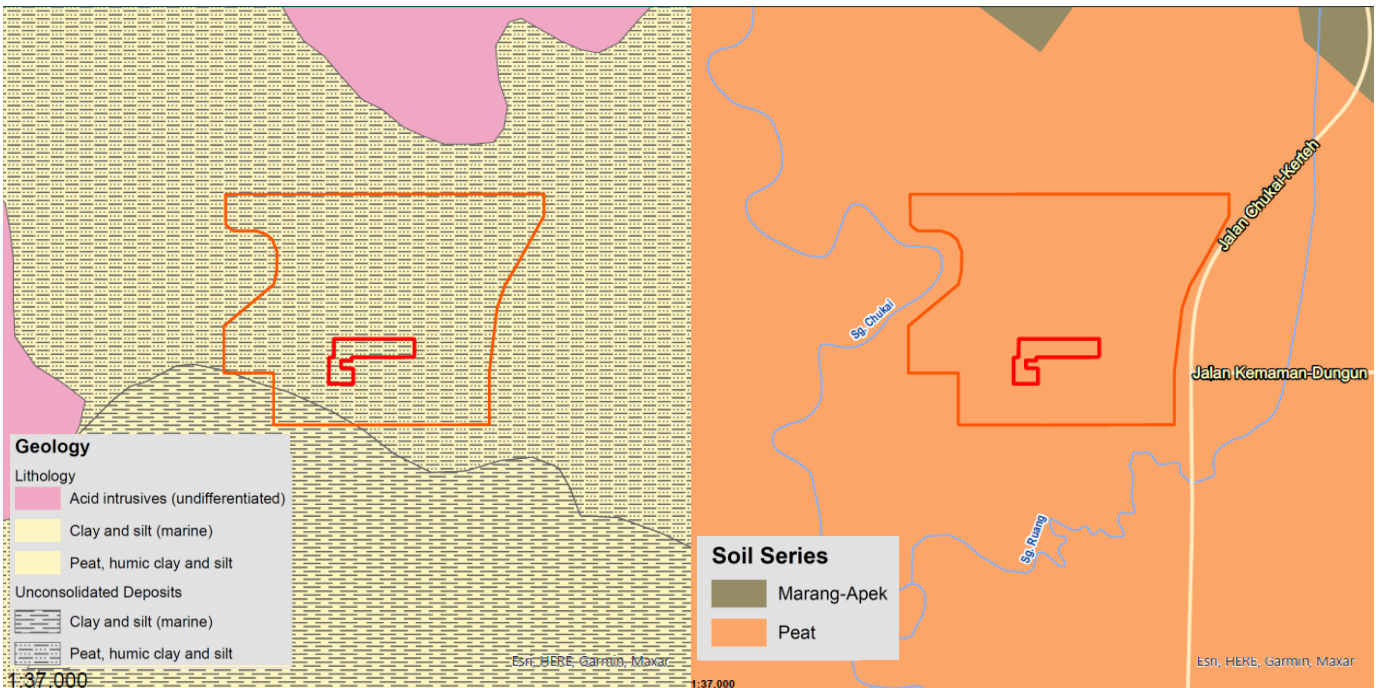 Geology
Lithology
Acid intrusives (undifferentiated)
Clay and silt (marine)
Peat, humic clay and silt
Unconsolidated Deposits
Clay and silt (marine)
Peat, humic clay and silt
1:37,000
Esri, HERE, Garmin, Maxar
Jalan Chukai-Kerteh
Sg. Chukai
Jalan Kemaman-Dungun
Sg. Ruang
Soil Series
Marang-Apek
Peat
1:37,000
Esri, HERE, Garmin, Maxar